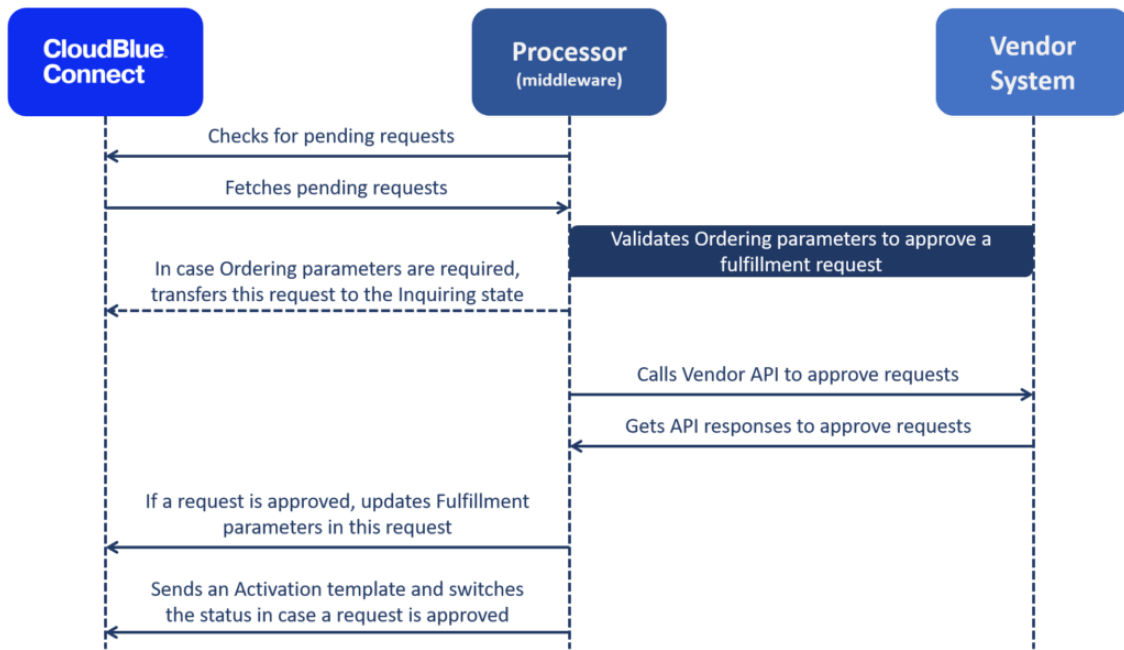 CloudBlue.
Connect
Processor
(middleware)
Vendor
System
Checks for pending requests
Fetches pending requests
Validates Ordering parameters to approve a
fulfillment request
In case Ordering parameters are required,
transfers this request to the Inquiring state
Calls Vendor API to approve requests
Gets API responses to approve requests
If a request is approved, updates Fulfillment
parameters in this request
Sends an Activation template and switches
the status in case a request is approved